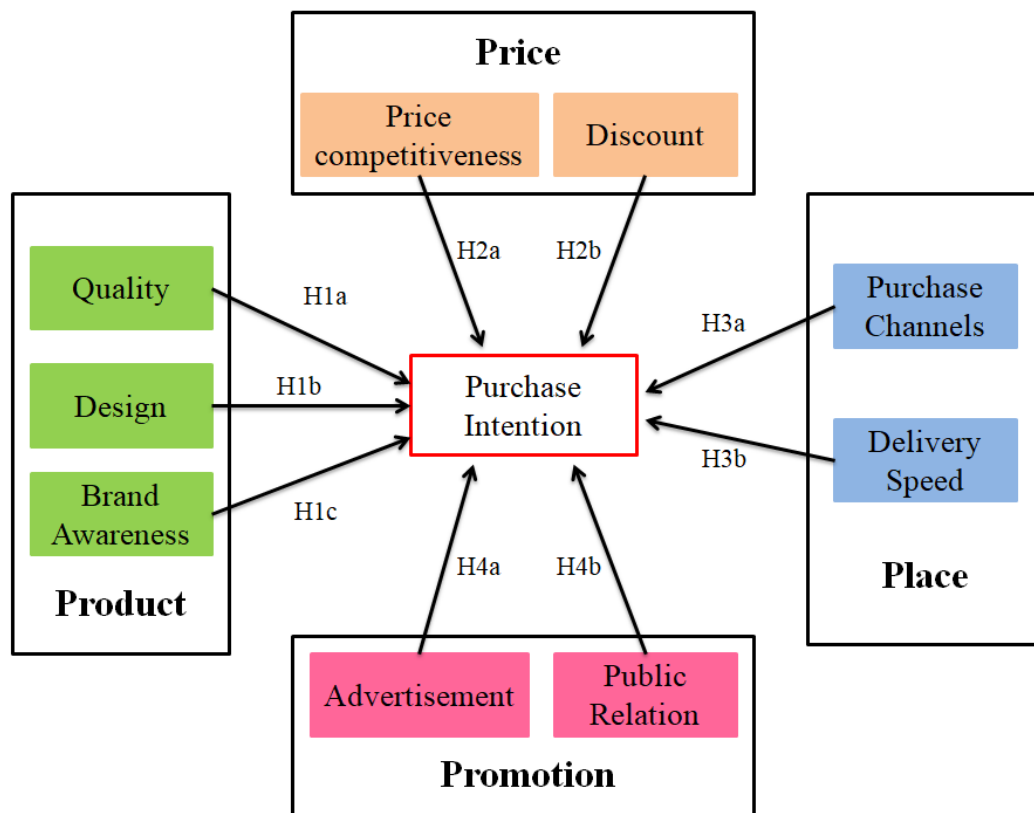 Price
Price
competitiveness
Discount
H2a
H2b
Quality
Design
Brand
Awareness
Product
H1a
H1b
H1c
Purchase
Intention
H3a
H3b
Purchase
Channels
Delivery
Speed
Place
H4a
H4b
Advertisement
Public
Relation
Promotion